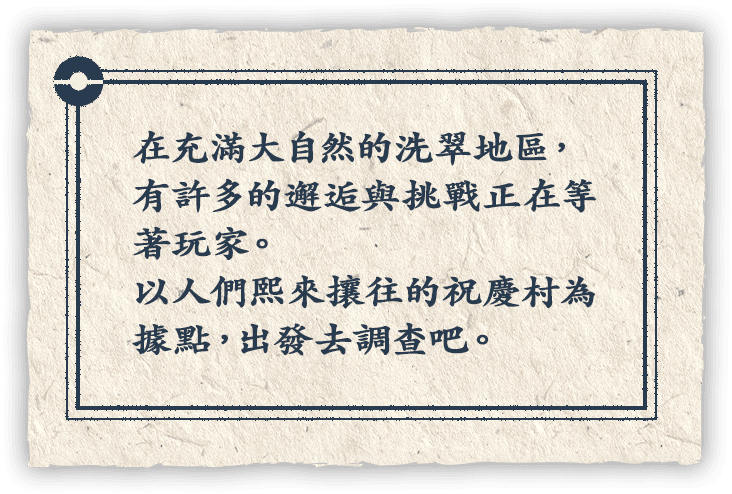 在充滿大自然的洗翠地區，
有許多的邂逅與挑戰正在等
著玩家。
以人們熙來攘往的祝慶村為
據點，出發去調查吧。